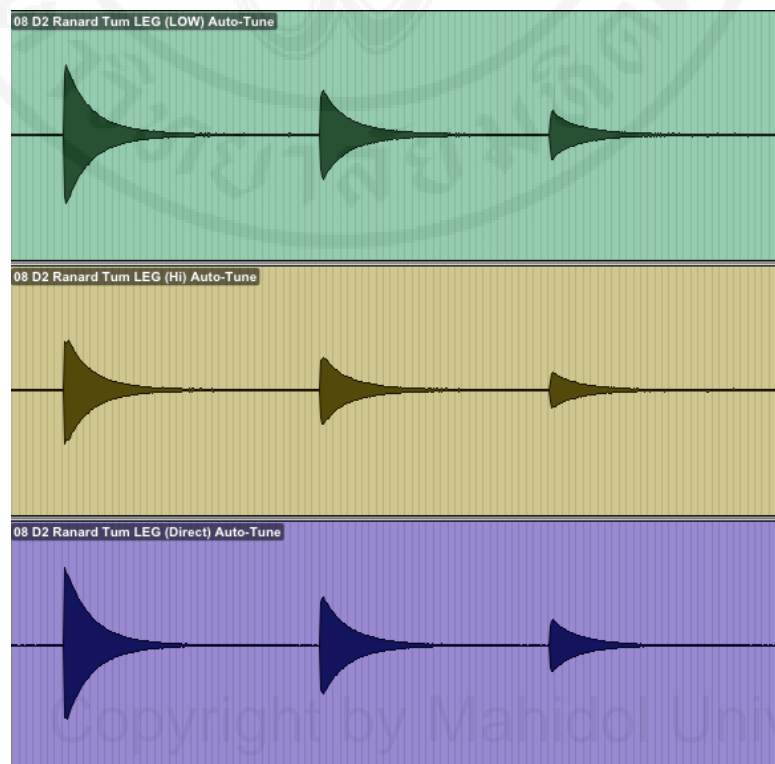 08 D2 Ranard Tum LEG (LOW) Auto-Tune
08 D2 Ranard Tum LEG (Hi) Auto-Tune
08 D2 Ranard Tum LEG (Direct) Auto-Tune
Copyright by Mahidol Univ